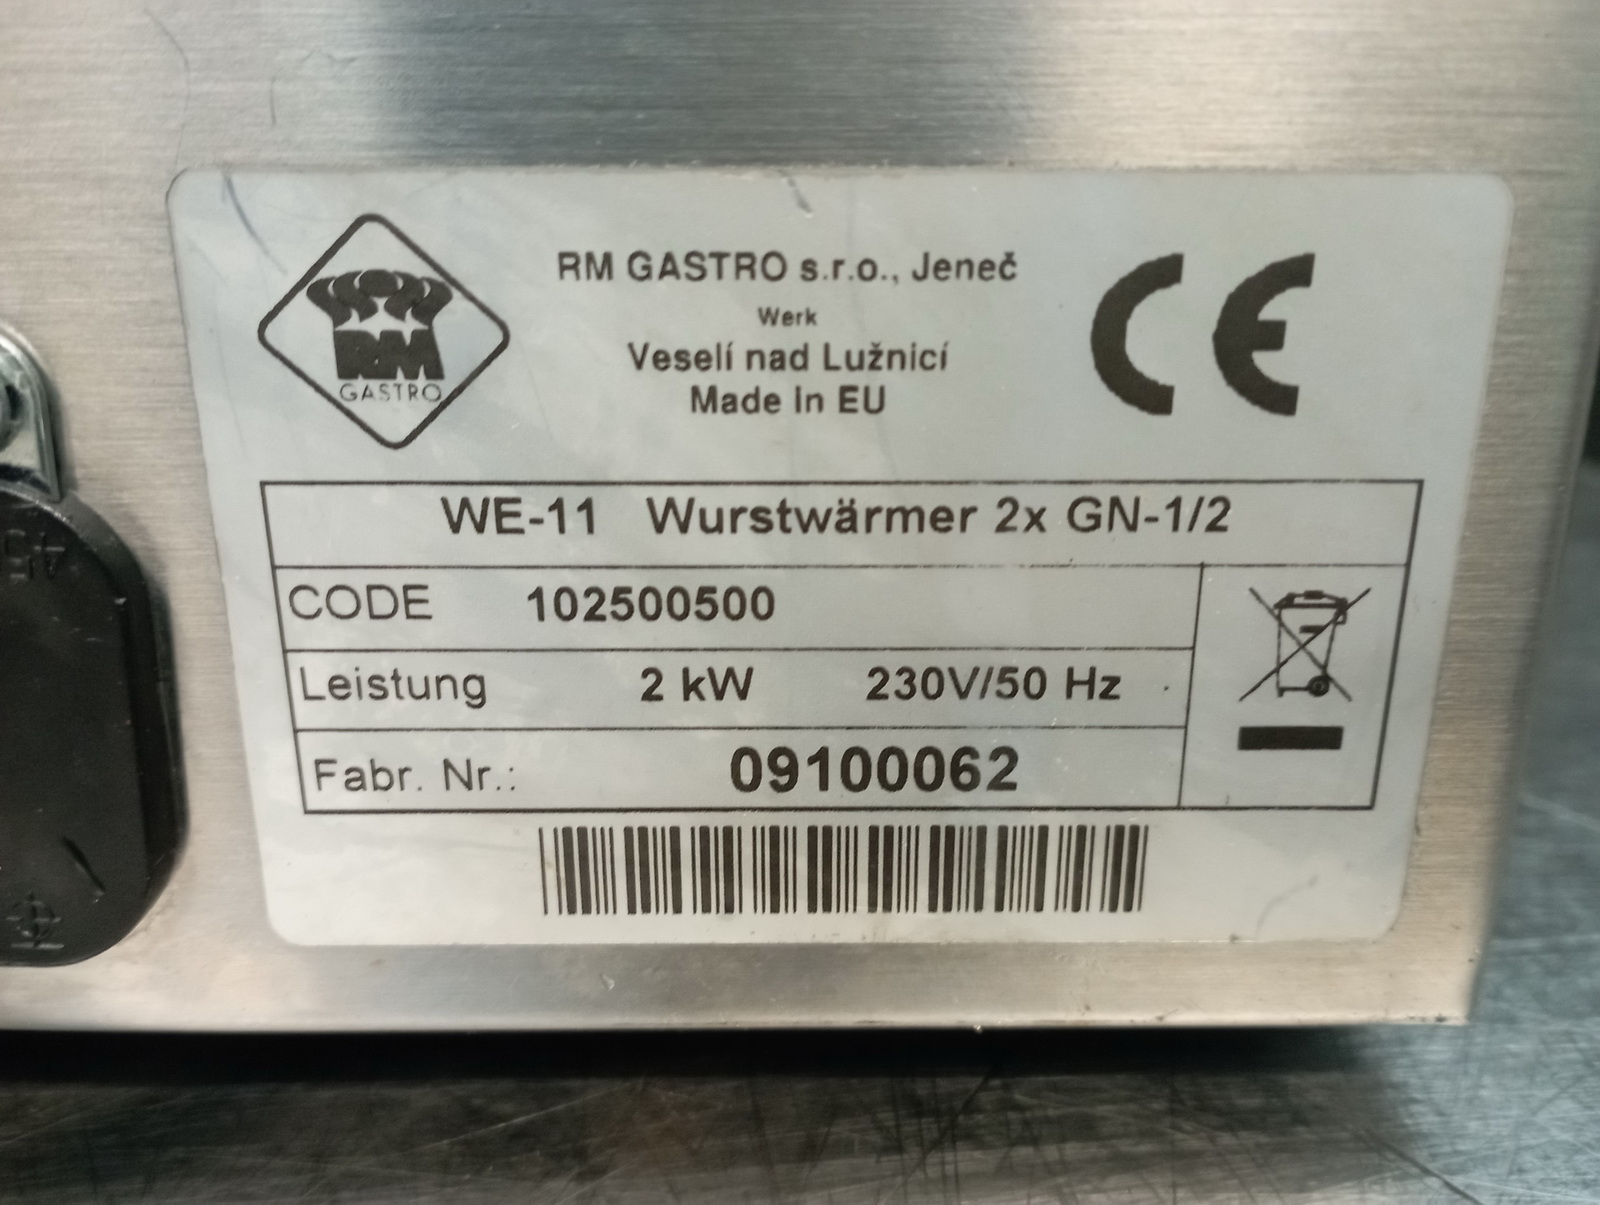 RM GASTRO s.r.o., Jeneč
Werk
Veselí nad Lužnicí
Made in EU
CE
RM
GASTRO
WE-11 Wurstwärmer 2x GN-1/2
CODE 102500500
Leistung 2 kW 230V/50 Hz
Fabr. Nr.: 09100062
45